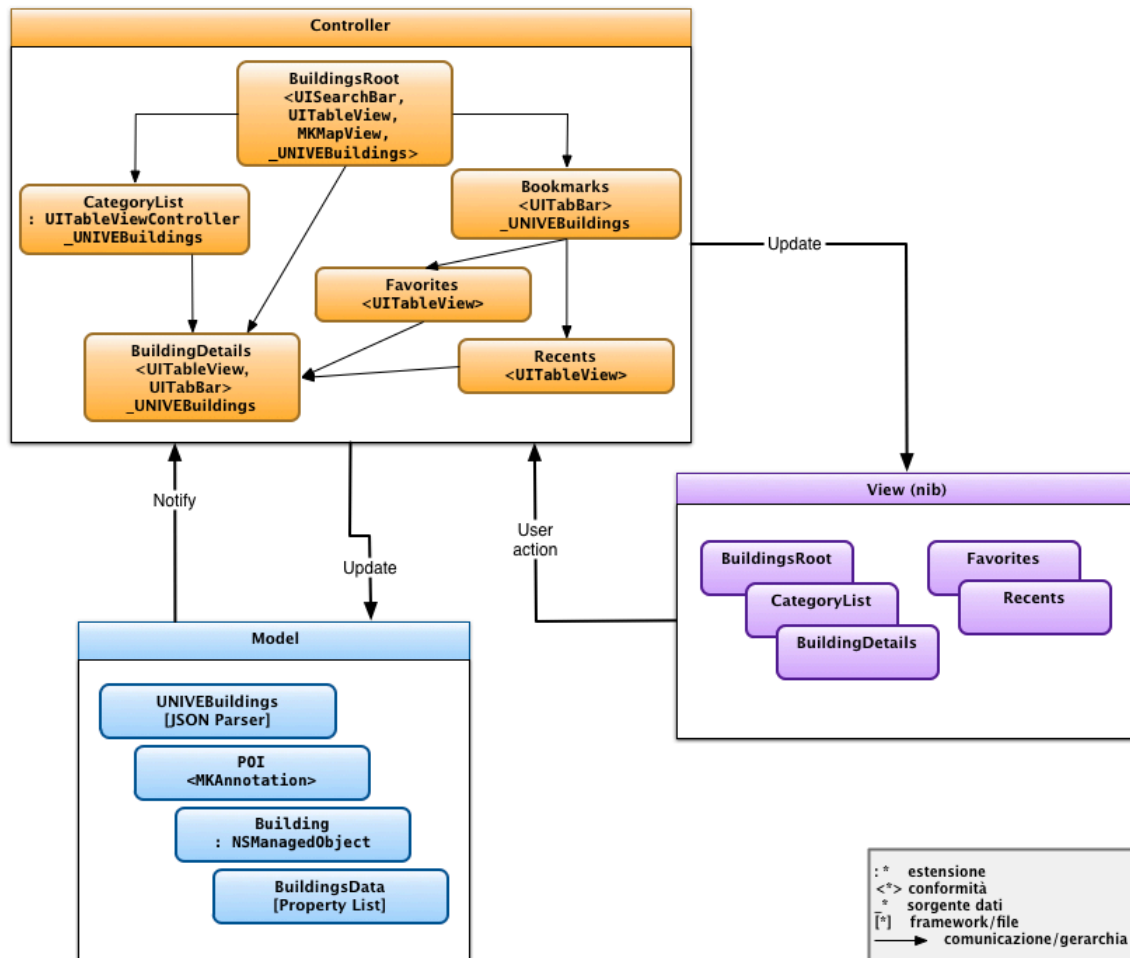 Controller
BuildingsRoot
<UISearchBar,
UITableView,
MKMapView,
_UNIVEBuildings>
CategoryList
: UITableViewController
_UNIVEBuildings
Bookmarks
<UITabBar>
_UNIVEBuildings
Favorites
<UITableView>
BuildingDetails
<UITableView,
UITabBar>
_UNIVEBuildings
Recents
<UITableView>
Update
Notify
Update
User
action
View (nib)
BuildingsRoot
CategoryList
BuildingDetails
Favorites
Recents
Model
UNIVEBuildings
[JSON Parser]
POI
<MKAnnotation>
Building
: NSManagedObject
BuildingsData
[Property List]
: * estensione
<*> conformità
_* sorgente dati
[*] framework/file
comunicazione/gerarchia